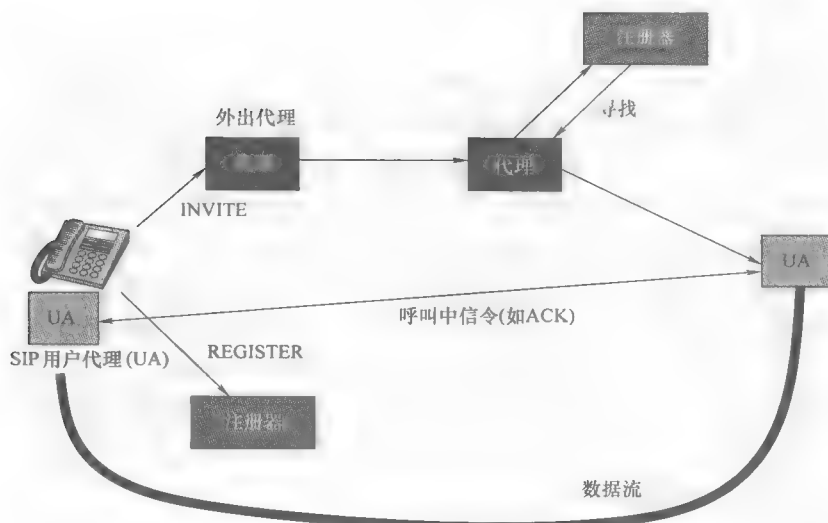 注册器
寻找
外出代理
代理
INVITE
UA
呼叫中信令(如ACK)
UA
SIP用户代理(UA)
REGISTER
注册器
数据流